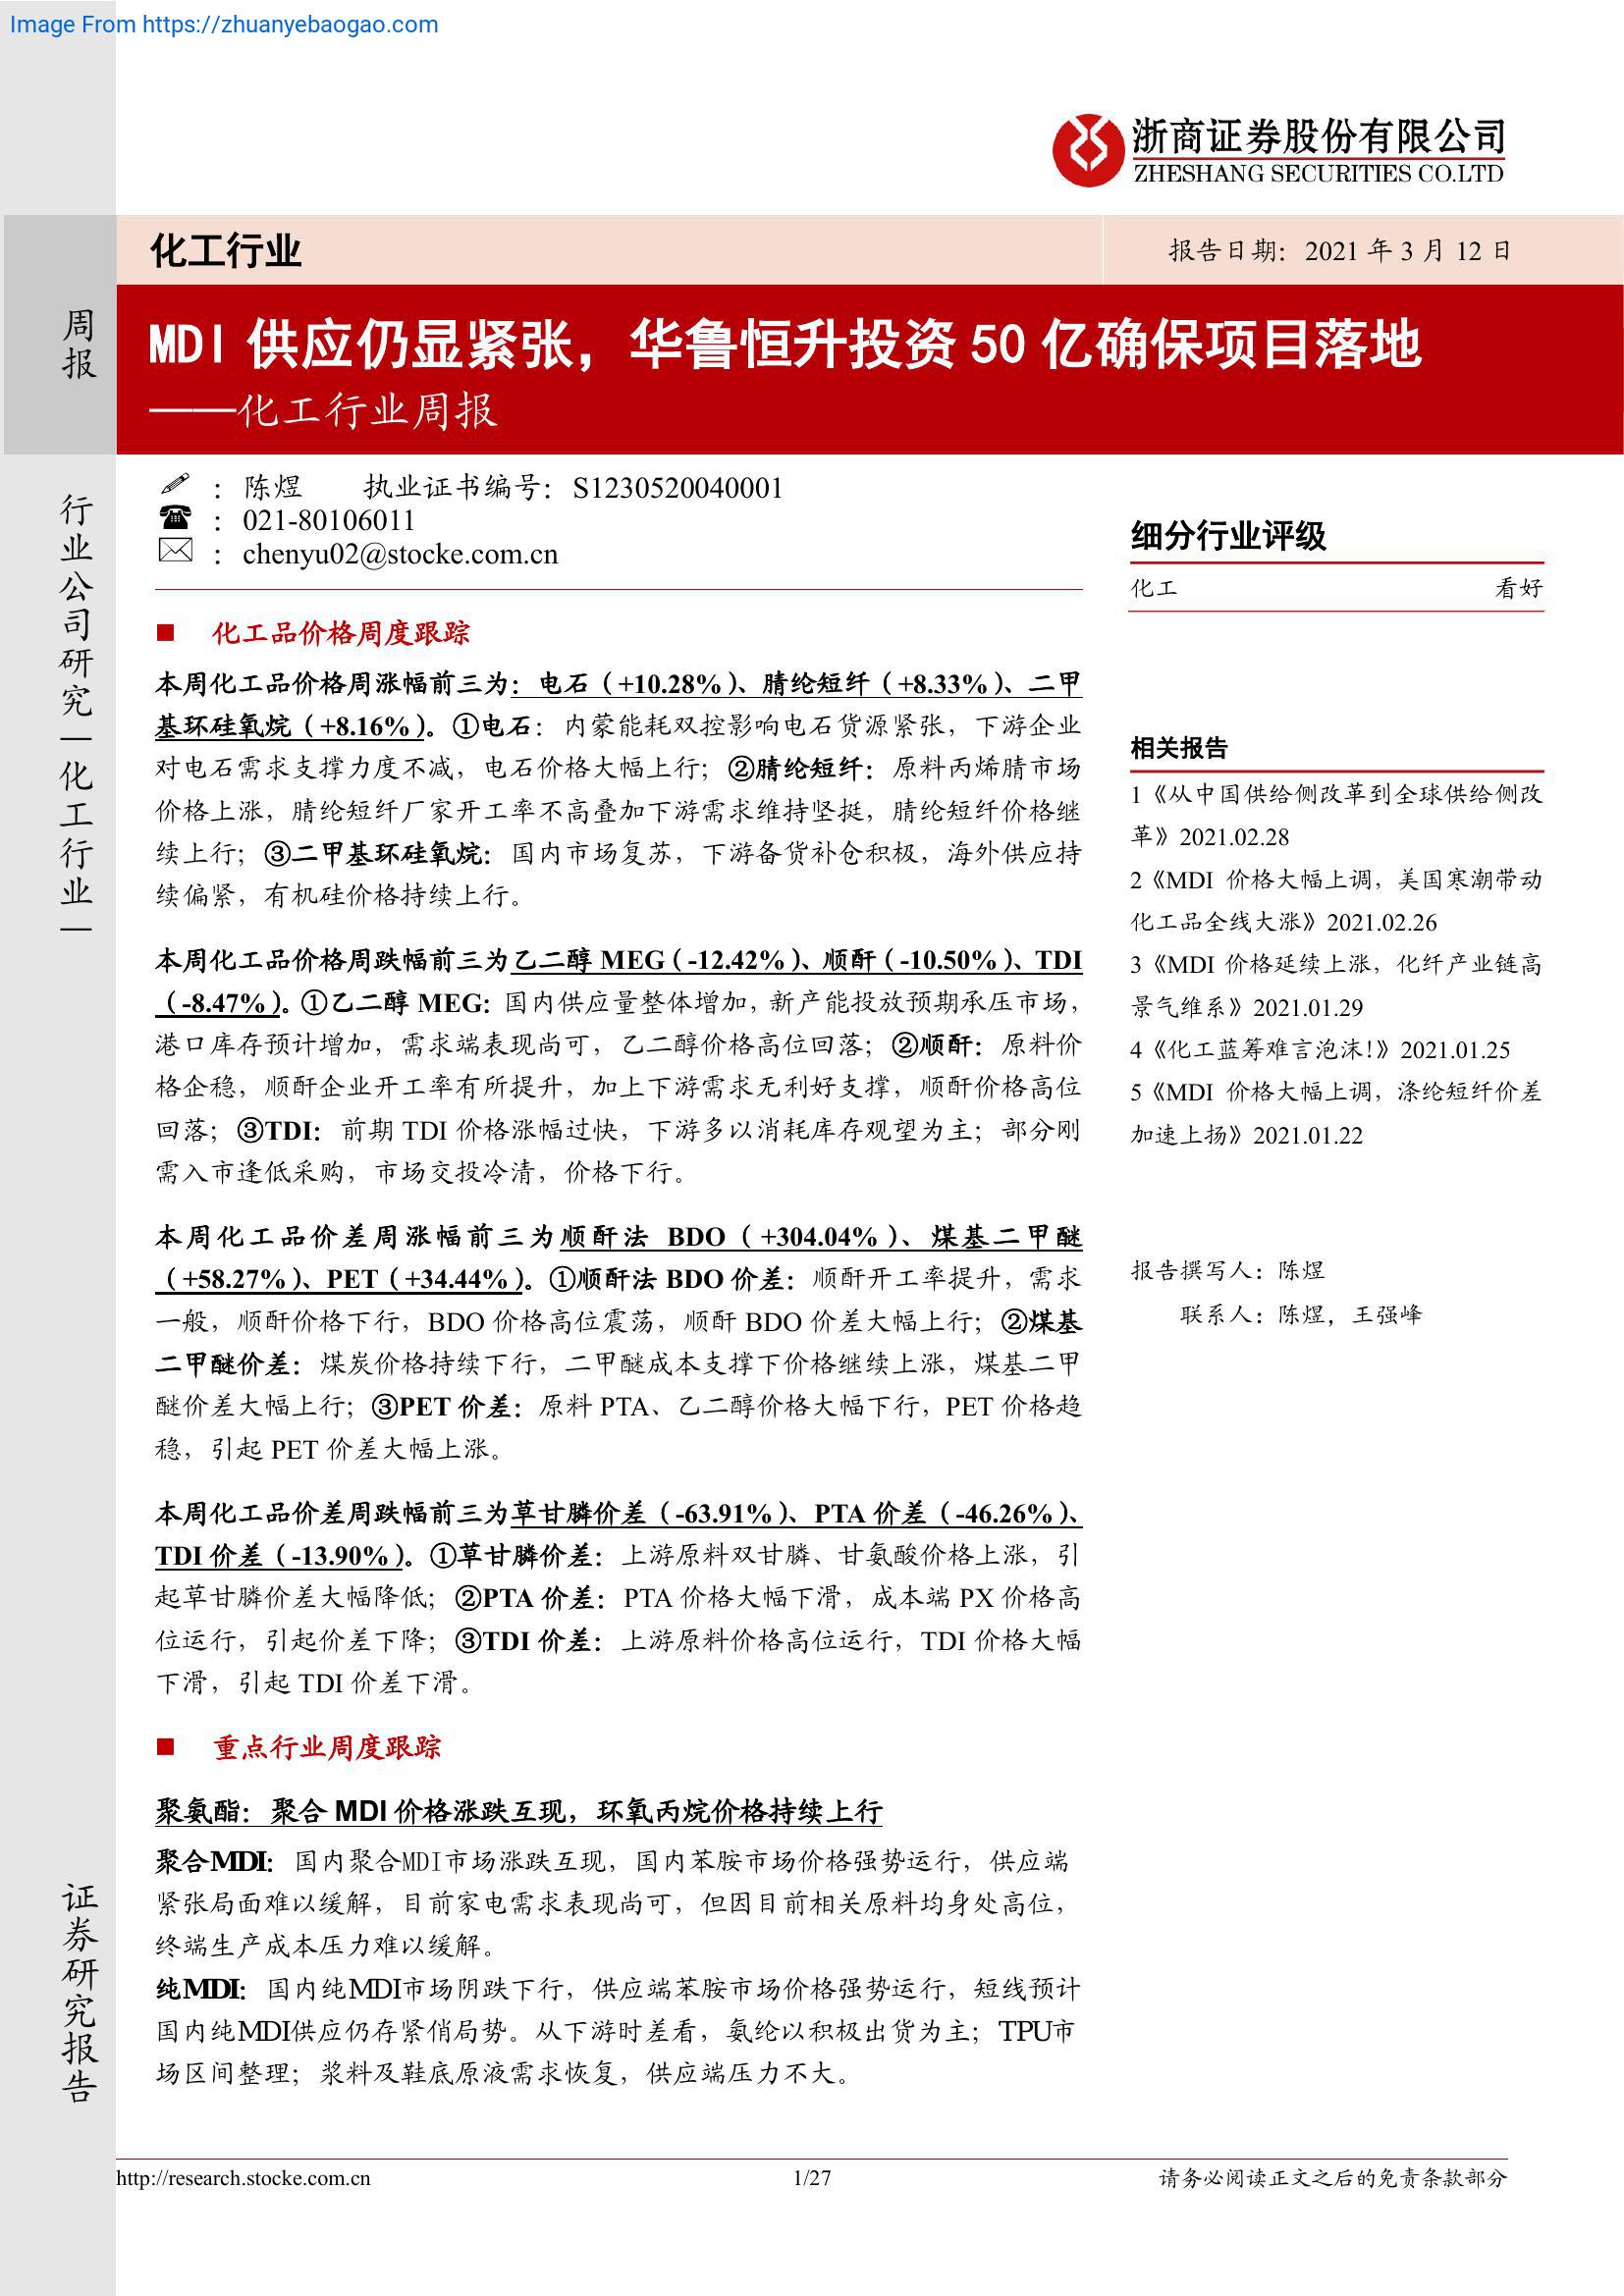 Image From https://zhuanyebaogao.com
浙商证券股份有限公司
ZHESHANG SECURITIES CO.LTD
化工行业
报告日期：2021 年 3 月 12 日
周报
MDI 供应仍显紧张，华鲁恒升投资 50 亿确保项目落地
——化工行业周报
行业公司研究|化工行业|
证券研究报告
：陈煜 执业证书编号：S1230520040001
：021-80106011
：chenyu02@stocke.com.cn
■ 化工品价格周度跟踪
本周化工品价格周涨幅前三为：电石（+10.28%）、腈纶短纤（+8.33%）、二甲
基环硅氧烷（+8.16%）。①电石：内蒙能耗双控影响电石货源紧张，下游企业
对电石需求支撑力度不减，电石价格大幅上行；②腈纶短纤：原料丙烯腈市场
价格上涨，腈纶短纤厂家开工率不高叠加下游需求维持坚挺，腈纶短纤价格继
续上行；③二甲基环硅氧烷：国内市场复苏，下游备货补仓积极，海外供应持
续偏紧，有机硅价格持续上行。
本周化工品价格周跌幅前三为乙二醇 MEG（-12.42%）、顺酐（-10.50%）、TDI
（-8.47%）。①乙二醇 MEG：国内供应量整体增加，新产能投放预期承压市场，
港口库存预计增加，需求端表现尚可，乙二醇价格高位回落；②顺酐：原料价
格企稳，顺酐企业开工率有所提升，加上下游需求无利好支撑，顺酐价格高位
回落；③TDI：前期 TDI 价格涨幅过快，下游多以消耗库存观望为主；部分刚
需入市逢低采购，市场交投冷清，价格下行。
本周化工品价差周涨幅前三为顺酐法 BDO（+304.04%）、煤基二甲醚
（+58.27%）、PET（+34.44%）。①顺酐法 BDO 价差：顺酐开工率提升，需求
一般，顺酐价格下行，BDO 价格高位震荡，顺酐 BDO 价差大幅上行；②煤基
二甲醚价差：煤炭价格持续下行，二甲醚成本支撑下价格继续上涨，煤基二甲
醚价差大幅上行；③PET 价差：原料 PTA、乙二醇价格大幅下行，PET 价格趋
稳，引起 PET 价差大幅上涨。
本周化工品价差周跌幅前三为草甘膦价差（-63.91%）、PTA 价差（-46.26%）、
TDI 价差（-13.90%）。①草甘膦价差：上游原料双甘膦、甘氨酸价格上涨，引
起草甘膦价差大幅降低；②PTA 价差：PTA 价格大幅下滑，成本端 PX 价格高
位运行，引起价差下降；③TDI 价差：上游原料价格高位运行，TDI 价格大幅
下滑，引起 TDI 价差下滑。
■ 重点行业周度跟踪
聚氨酯：聚合 MDI 价格涨跌互现，环氧丙烷价格持续上行
聚合MDI：国内聚合MDI市场涨跌互现，国内苯胺市场价格强势运行，供应端
紧张局面难以缓解，目前家电需求表现尚可，但因目前相关原料均身处高位，
终端生产成本压力难以缓解。
纯MDI：国内纯MDI市场阴跌下行，供应端苯胺市场价格强势运行，短线预计
国内纯MDI供应仍存紧俏局势。从下游时差看，氨纶以积极出货为主；TPU市
场区间整理；浆料及鞋底原液需求恢复，供应端压力不大。
细分行业评级
化工 看好
相关报告
1《从中国供给侧改革到全球供给侧改
革》2021.02.28
2《MDI 价格大幅上调，美国寒潮带动
化工品全线大涨》2021.02.26
3《MDI 价格延续上涨，化纤产业链高
景气维系》2021.01.29
4《化工蓝筹难言泡沫!》2021.01.25
5《MDI 价格大幅上调，涤纶短纤价差
加速上扬》2021.01.22
报告撰写人：陈煜
联系人：陈煜，王强峰
http://research.stocke.com.cn
1/27
请务必阅读正文之后的免责条款部分